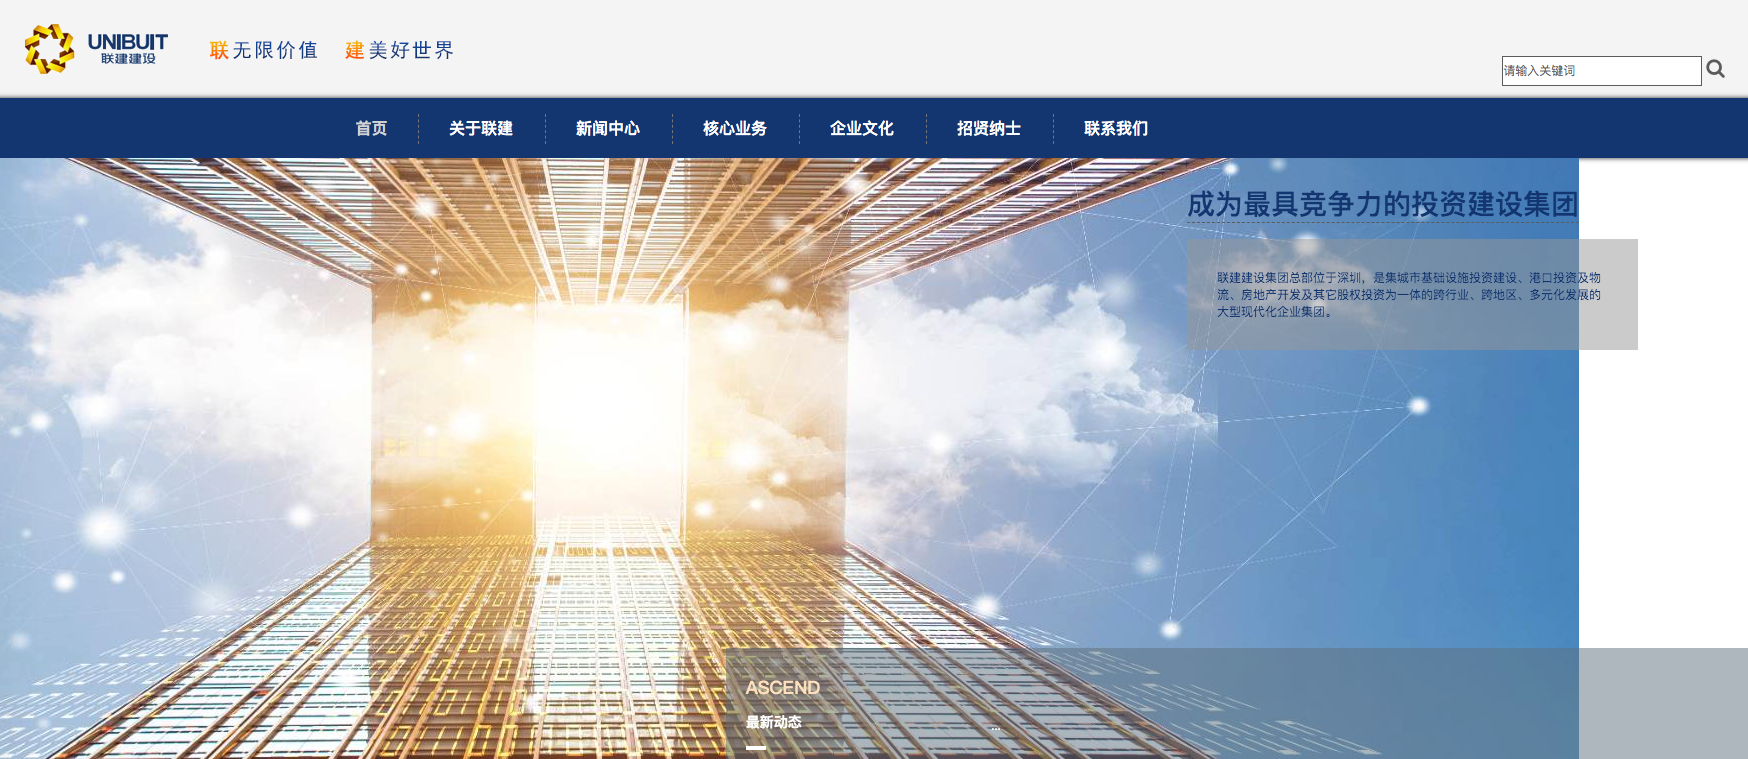 UNIBUIT
联建建设
联无限价值 建美好世界
请输入关键词
首页 关于联建 新闻中心 核心业务 企业文化 招贤纳士 联系我们
成为最具竞争力的投资建设集团
联建建设集团总部位于深圳，是集城市基础设施投资建设、港口投资及物
流、房地产开发及其它股权投资为一体的跨行业、跨地区、多元化发展的
大型现代化企业集团。
ASCEND
最新动态
...